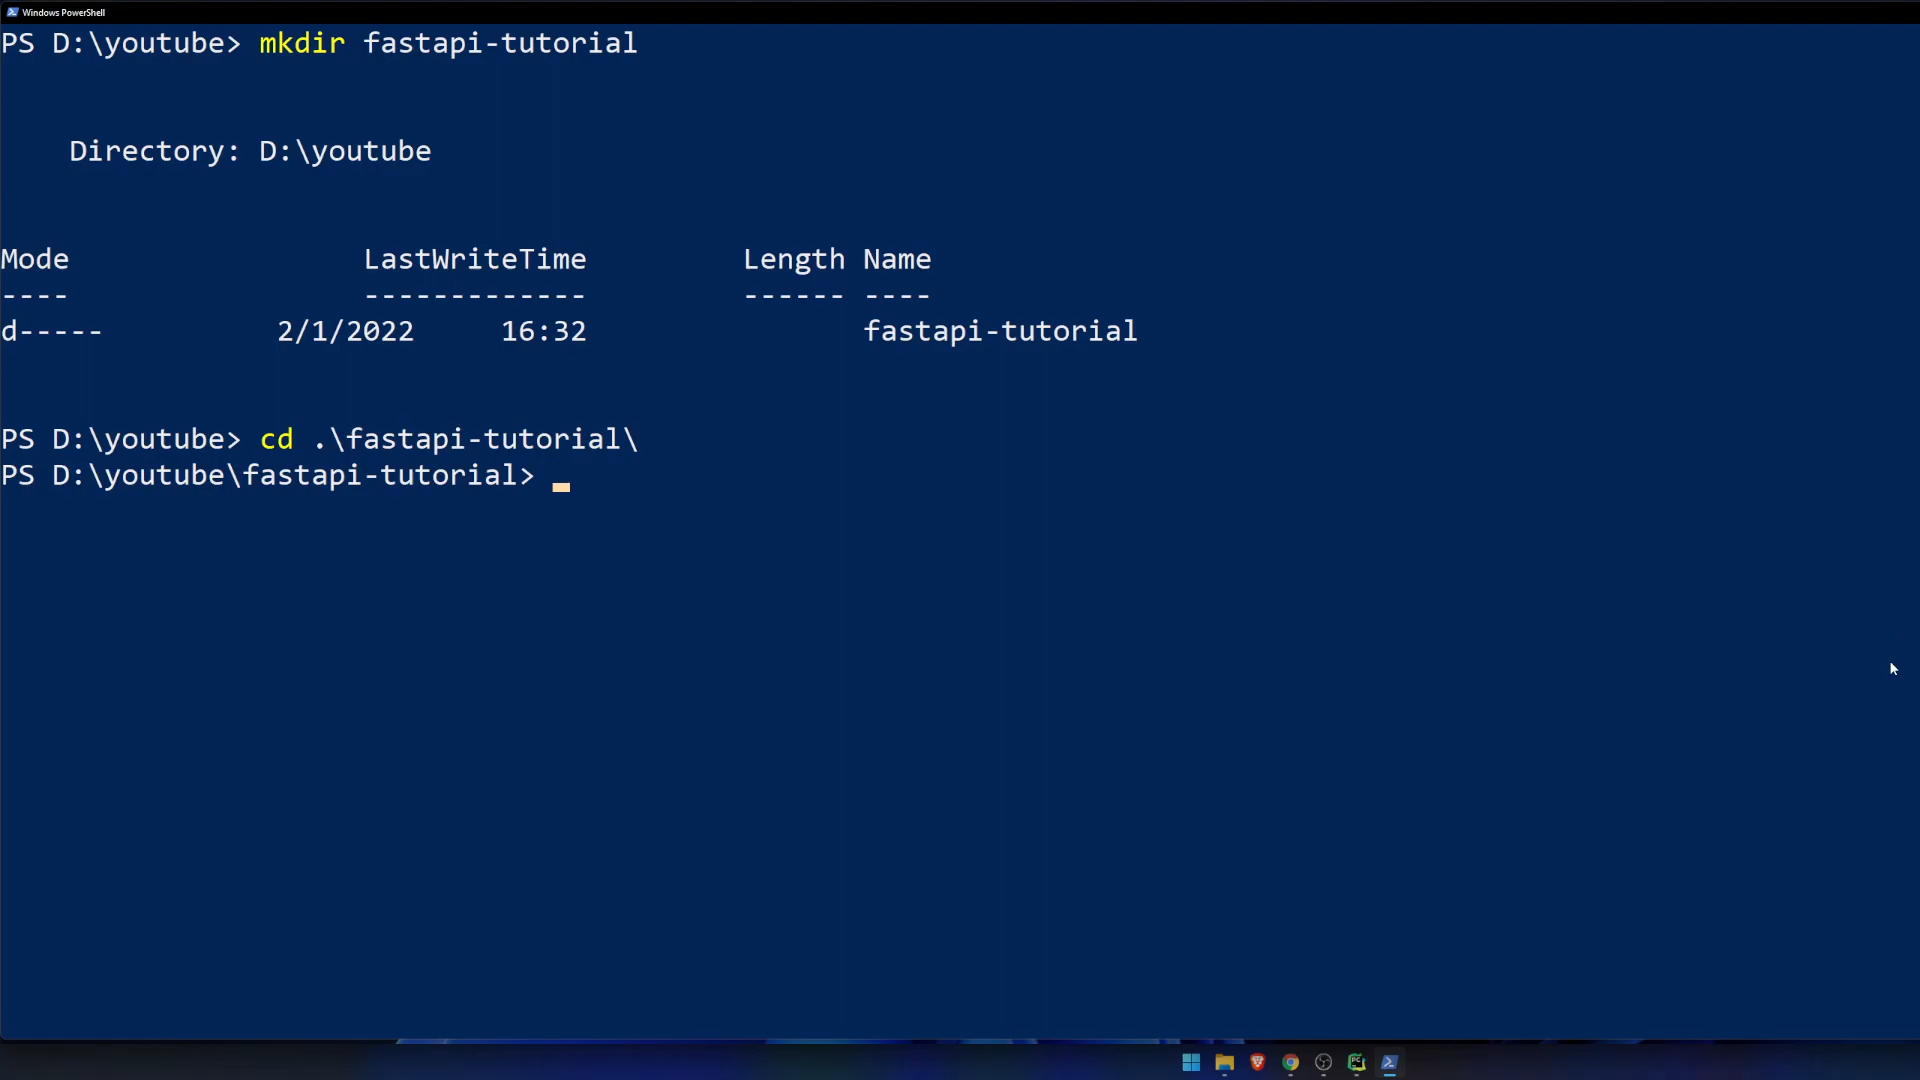 Windows PowerShell
PS D:\youtube> mkdir fastapi-tutorial
Directory: D:\youtube
Mode LastWriteTime Length Name
---- ------------- ------ ----
d----- 2/1/2022 16:32 fastapi-tutorial
PS D:\youtube> cd .\fastapi-tutorial\
PS D:\youtube\fastapi-tutorial>